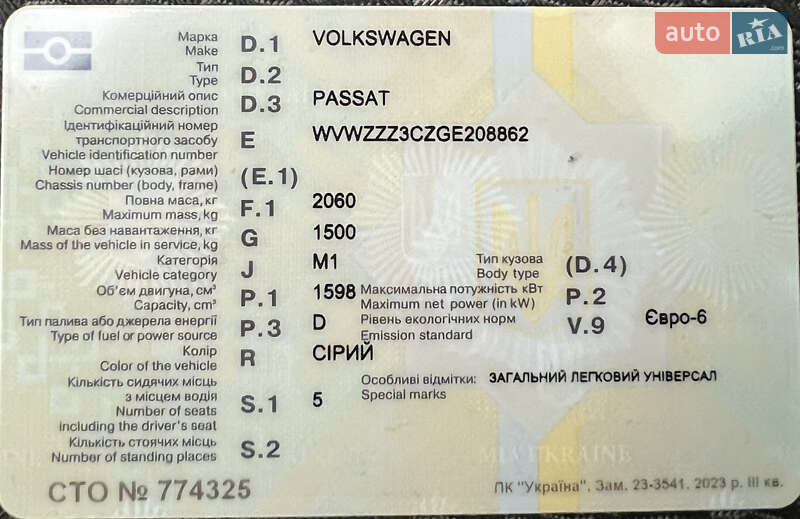 auto RIA .com
Марка
Make D.1 VOLKSWAGEN
Тип
Type D.2
Комерційний опис
Commercial description D.3 PASSAT
Ідентифікаційний номер
транспортного засобу
Vehicle identification number E WVWZZZ3CZGE208862
Номер шасі (кузова, рами)
Chassis number (body, frame) (E.1)
Повна маса, кг
Maximum mass, kg F.1 2060
Маса без навантаження, кг
Mass of the vehicle in service, kg G 1500
Категорія
Vehicle category J M1
Тип кузова
Body type (D.4)
Об'єм двигуна, см³
Capacity, cm³ P.1 1598
Максимальна потужність кВт
Maximum net power (in kW) P.2
Тип палива або джерела енергії
Type of fuel or power source P.3 D
Рівень екологічних норм
Emission standard V.9 Євро-6
Колір
Color of the vehicle R СІРИЙ
Кількість сидячих місць
з місцем водія
Number of seats
including the driver's seat S.1 5
Особливі відмітки: ЗАГАЛЬНИЙ ЛЕГКОВИЙ УНІВЕРСАЛ
Special marks
Кількість стоячих місць
Number of standing places S.2
MIA UKRAINE
СТО № 774325
ПК "Україна". Зам. 23-3541. 2023 р. III кв.